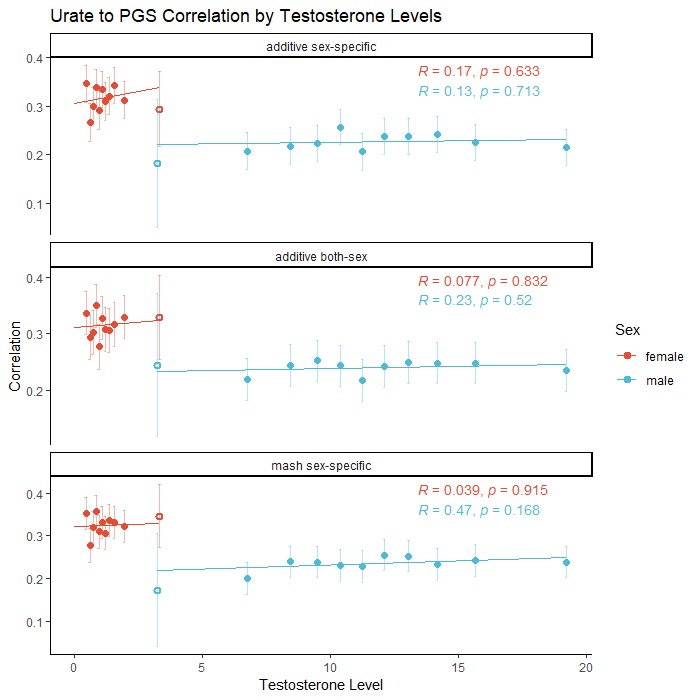 Urate to PGS Correlation by Testosterone Levels
additive sex-specific
R = 0.17, p = 0.633
R = 0.13, p = 0.713
0.4
0.3
0.2
0.1
additive both-sex
R = 0.077, p = 0.832
R = 0.23, p = 0.52
0.4
0.3
0.2
Correlation
mash sex-specific
R = 0.039, p = 0.915
R = 0.47, p = 0.168
0.4
0.3
0.2
0.1
0 5 10 15 20
Testosterone Level
Sex
female
male